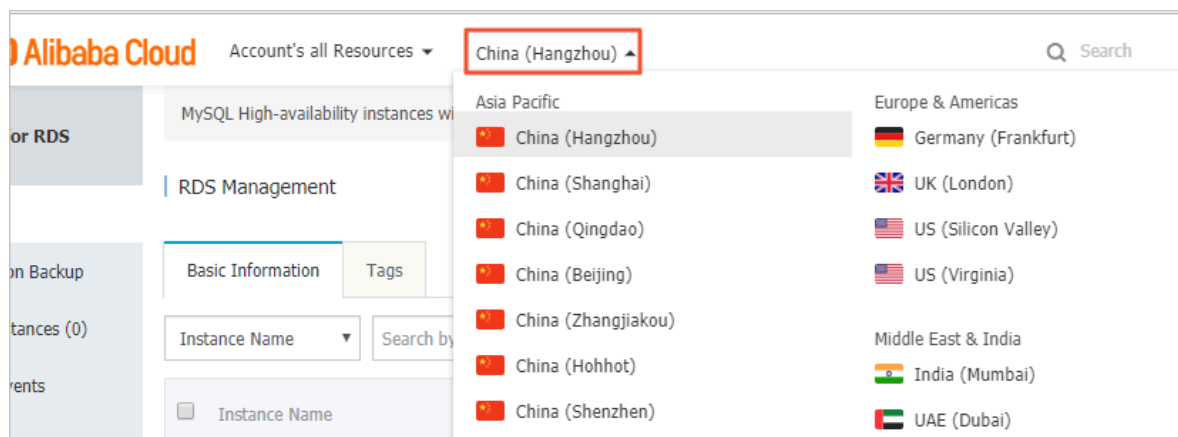 Alibaba Cloud
Account's all Resources
China (Hangzhou)
Search
or RDS
on Backup
tances (0)
vents
MySQL High-availability instances wi
RDS Management
Basic Information
Tags
Instance Name
Search by
Instance Name
Asia Pacific
China (Hangzhou)
China (Shanghai)
China (Qingdao)
China (Beijing)
China (Zhangjiakou)
China (Hohhot)
China (Shenzhen)
Europe & Americas
Germany (Frankfurt)
UK (London)
US (Silicon Valley)
US (Virginia)
Middle East & India
India (Mumbai)
UAE (Dubai)